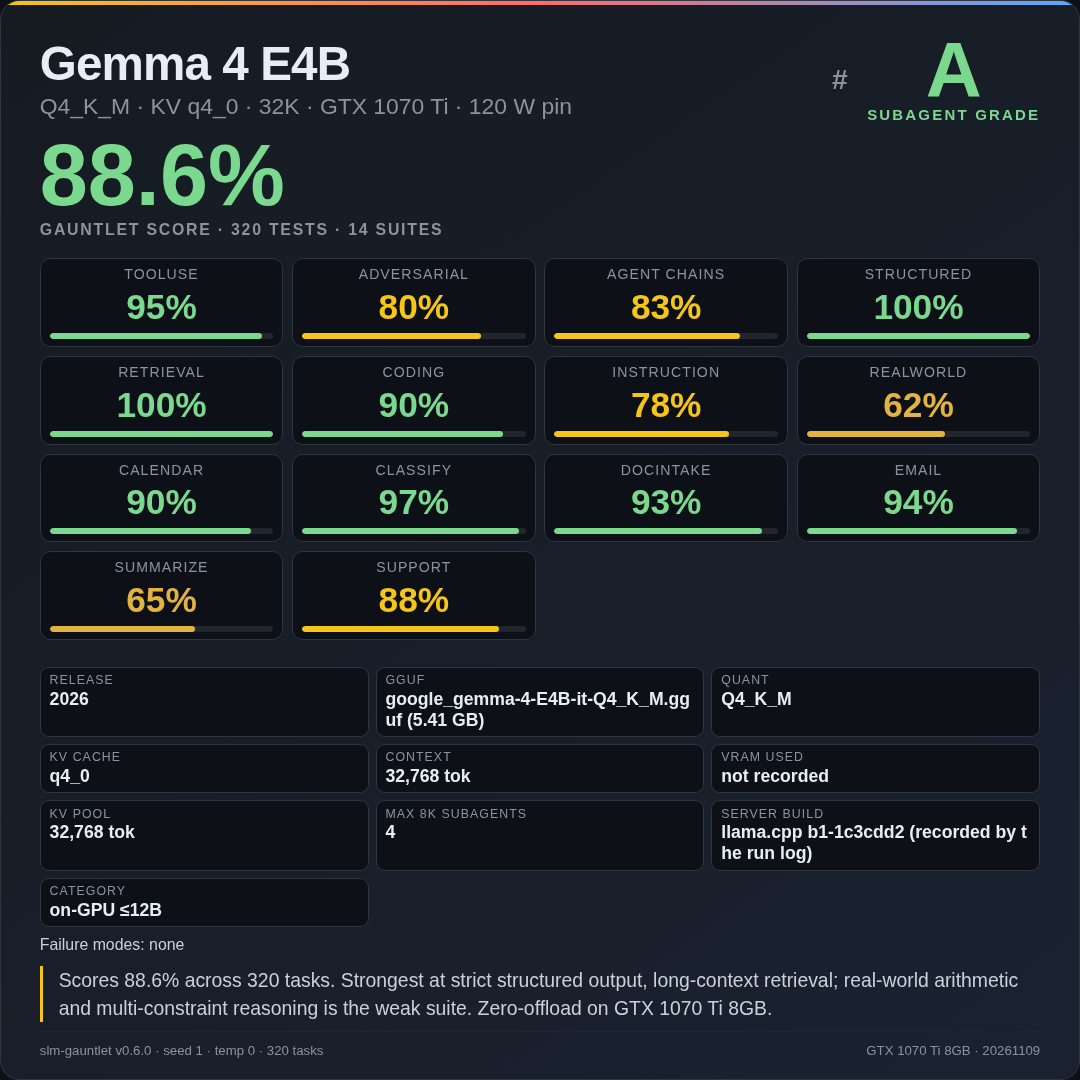 Gemma 4 E4B
Q4_K_M · KV q4_0 · 32K · GTX 1070 Ti · 120 W pin
#
A
SUBAGENT GRADE
88.6%
GAUNTLET SCORE · 320 TESTS · 14 SUITES
TOOLUSE
95%
ADVERSARIAL
80%
AGENT CHAINS
83%
STRUCTURED
100%
RETRIEVAL
100%
CODING
90%
INSTRUCTION
78%
REALWORLD
62%
CALENDAR
90%
CLASSIFY
97%
DOCINTAKE
93%
EMAIL
94%
SUMMARIZE
65%
SUPPORT
88%
RELEASE
2026
GGUF
google_gemma-4-E4B-it-Q4_K_M.gg
uf (5.41 GB)
QUANT
Q4_K_M
KV CACHE
q4_0
CONTEXT
32,768 tok
VRAM USED
not recorded
KV POOL
32,768 tok
MAX 8K SUBAGENTS
4
SERVER BUILD
llama.cpp b1-1c3cdd2 (recorded by t
he run log)
CATEGORY
on-GPU ≤12B
Failure modes: none
Scores 88.6% across 320 tasks. Strongest at strict structured output, long-context retrieval; real-world arithmetic
and multi-constraint reasoning is the weak suite. Zero-offload on GTX 1070 Ti 8GB.
slm-gauntlet v0.6.0 · seed 1 · temp 0 · 320 tasks
GTX 1070 Ti 8GB · 20261109